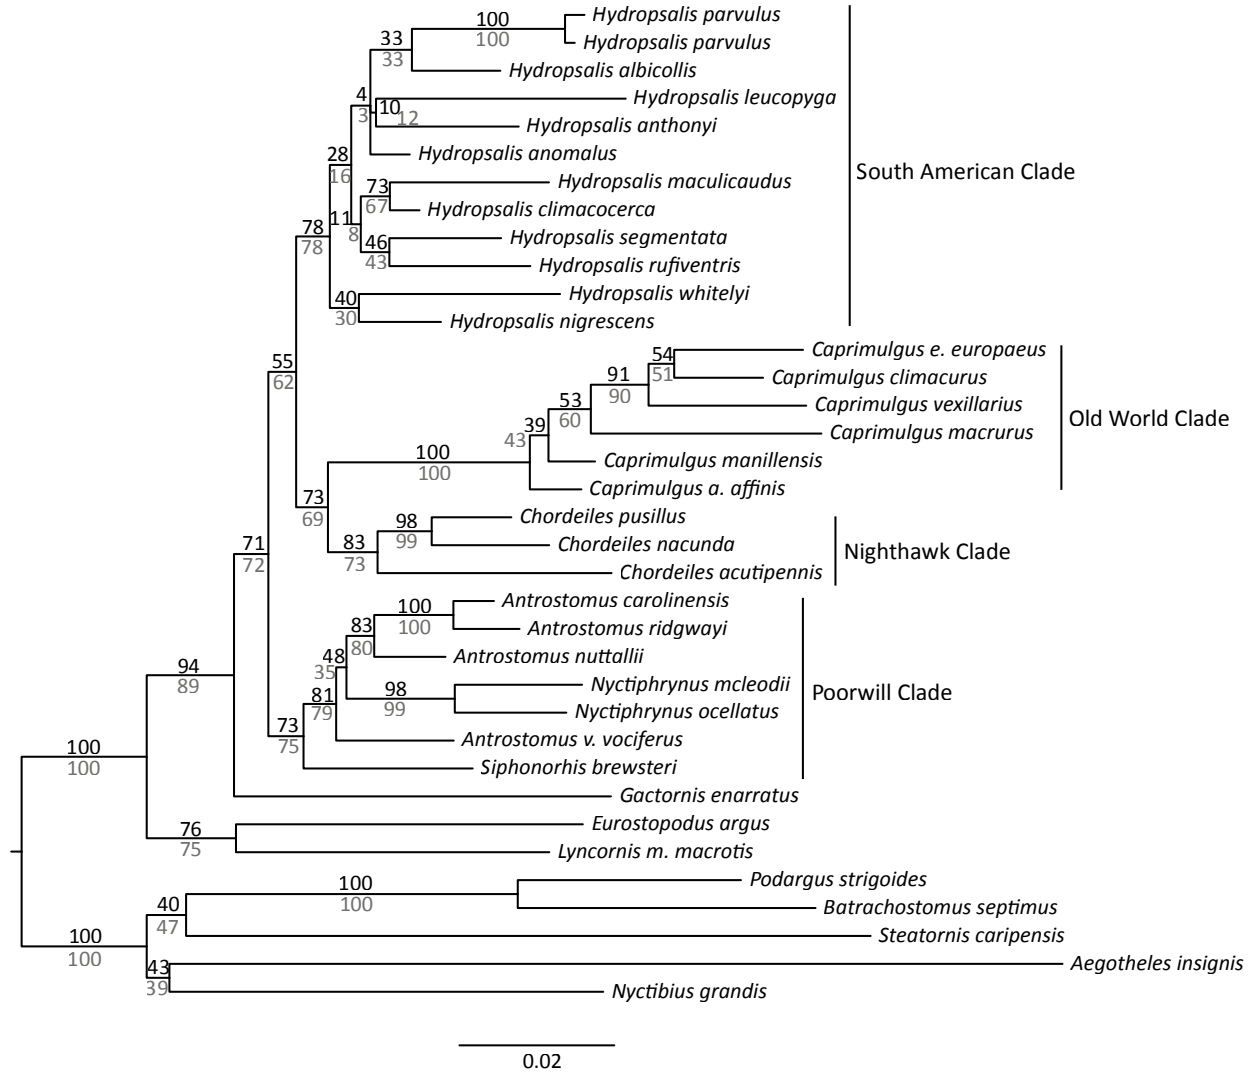 Hydropsalis parvulus
100
33
100
Hydropsalis parvulus
33
Hydropsalis albicollis
4
10
Hydropsalis leucopyga
3
12
Hydropsalis anthonyi
28
Hydropsalis anomalus
16
73
Hydropsalis maculicaudus
South American Clade
67
Hydropsalis climacocerca
11
78
8
46
Hydropsalis segmentata
78
43
Hydropsalis rufiventris
40
Hydropsalis whitelyi
30
Hydropsalis nigrescens
55
54
Caprimulgus e. europaeus
62
91
51
Caprimulgus climacurus
90
53
Caprimulgus vexillarius
60
Old World Clade
39
Caprimulgus macrurus
43
100
Caprimulgus manillensis
100
73
Caprimulgus a. affinis
69
98
Chordeiles pusillus
99
71
83
Chordeiles nacunda
Nighthawk Clade
72
73
Chordeiles acutipennis
100
Antrostomus carolinensis
83
100
Antrostomus ridgwayi
80
48
Antrostomus nuttallii
35
94
98
Nyctiphrynus mcleodii
Poorwill Clade
89
81
99
79
Nyctiphrynus ocellatus
73
75
Antrostomus v. vociferus
100
Siphonorhis brewsteri
100
Gactornis enarratus
76
Eurostopodus argus
75
Lyncornis m. macrotis
100
Podargus strigoides
40
100
Batrachostomus septimus
47
100
Steatornis caripensis
100
43
Aegotheles insignis
39
Nyctibius grandis
0.02